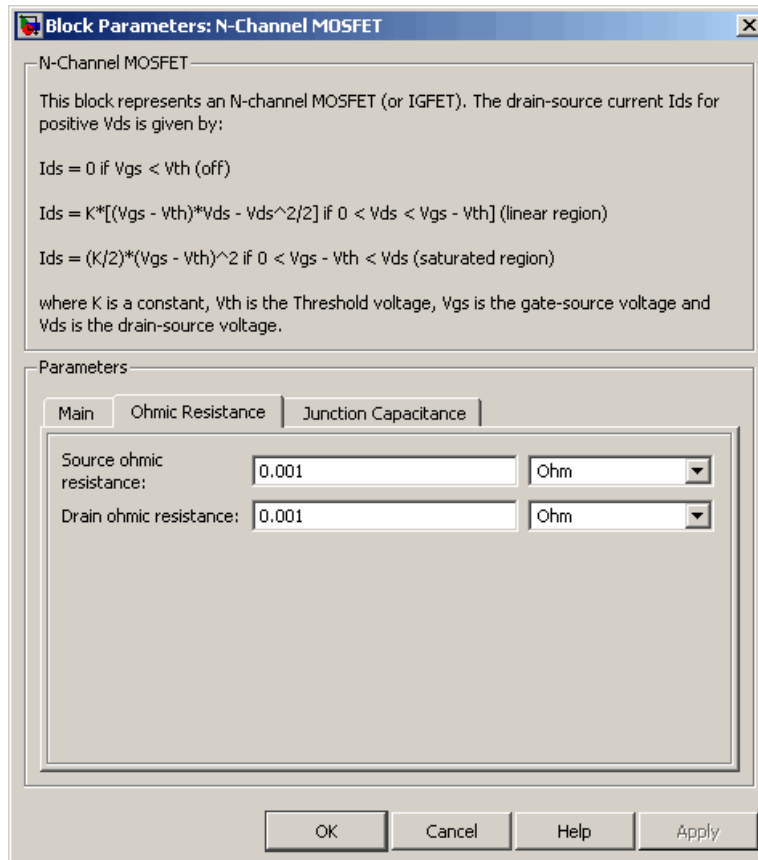 Block Parameters: N-Channel MOSFET
N-Channel MOSFET
This block represents an N-channel MOSFET (or IGFET). The drain-source current Ids for
positive Vds is given by:
Ids = 0 if Vgs < Vth (off)
Ids = K*[(Vgs - Vth)*Vds - Vds^2/2] if 0 < Vds < Vgs - Vth] (linear region)
Ids = (K/2)*(Vgs - Vth)^2 if 0 < Vgs - Vth < Vds (saturated region)
where K is a constant, Vth is the Threshold voltage, Vgs is the gate-source voltage and
Vds is the drain-source voltage.
Parameters
Main Ohmic Resistance Junction Capacitance
Source ohmic
resistance: 0.001 Ohm
Drain ohmic resistance: 0.001 Ohm
OK Cancel Help Apply